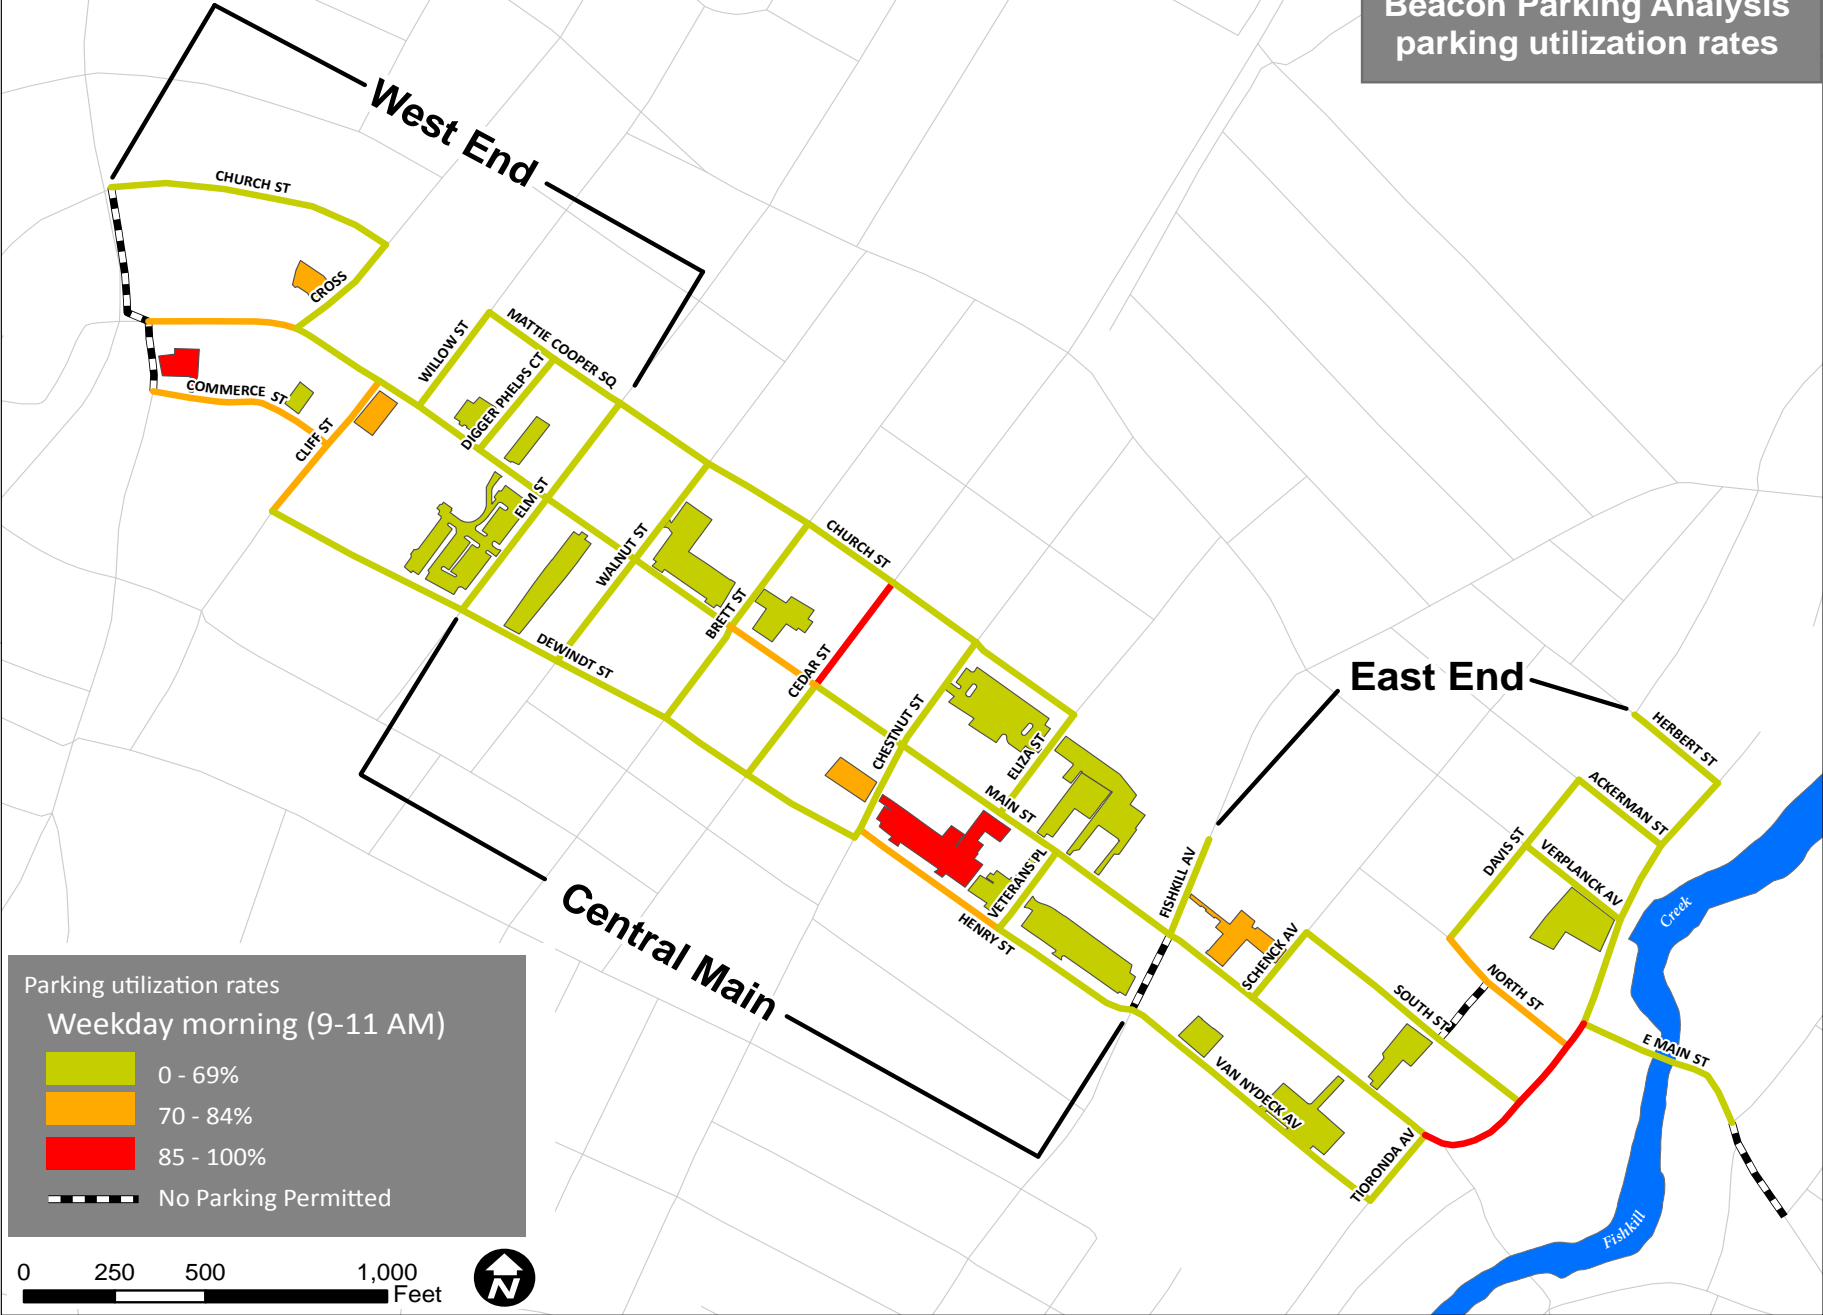 Beacon Parking Analysis
parking utilization rates
West End
CHURCH ST
CROSS
WILLOW ST
MATTIE COOPER SQ
DIGGER PHELPS CT
COMMERCE ST
CLIFF ST
ELM ST
WALNUT ST
CHURCH ST
BRETT ST
DEWINDT ST
CEDAR ST
CHESTNUT ST
ELIZA ST
MAIN ST
East End
HERBERT ST
ACKERMAN ST
DAVIS ST
VERPLANCK AV
VETERANS PL
FISHKILL AV
HENRY ST
Central Main
SCHENCK AV
SOUTH ST
NORTH ST
E MAIN ST
VAN NYDECK AV
TIORONDA AV
Creek
Fishkill
Parking utilization rates
Weekday morning (9-11 AM)
0 - 69%
70 - 84%
85 - 100%
No Parking Permitted
0 250 500 1,000
Feet
N